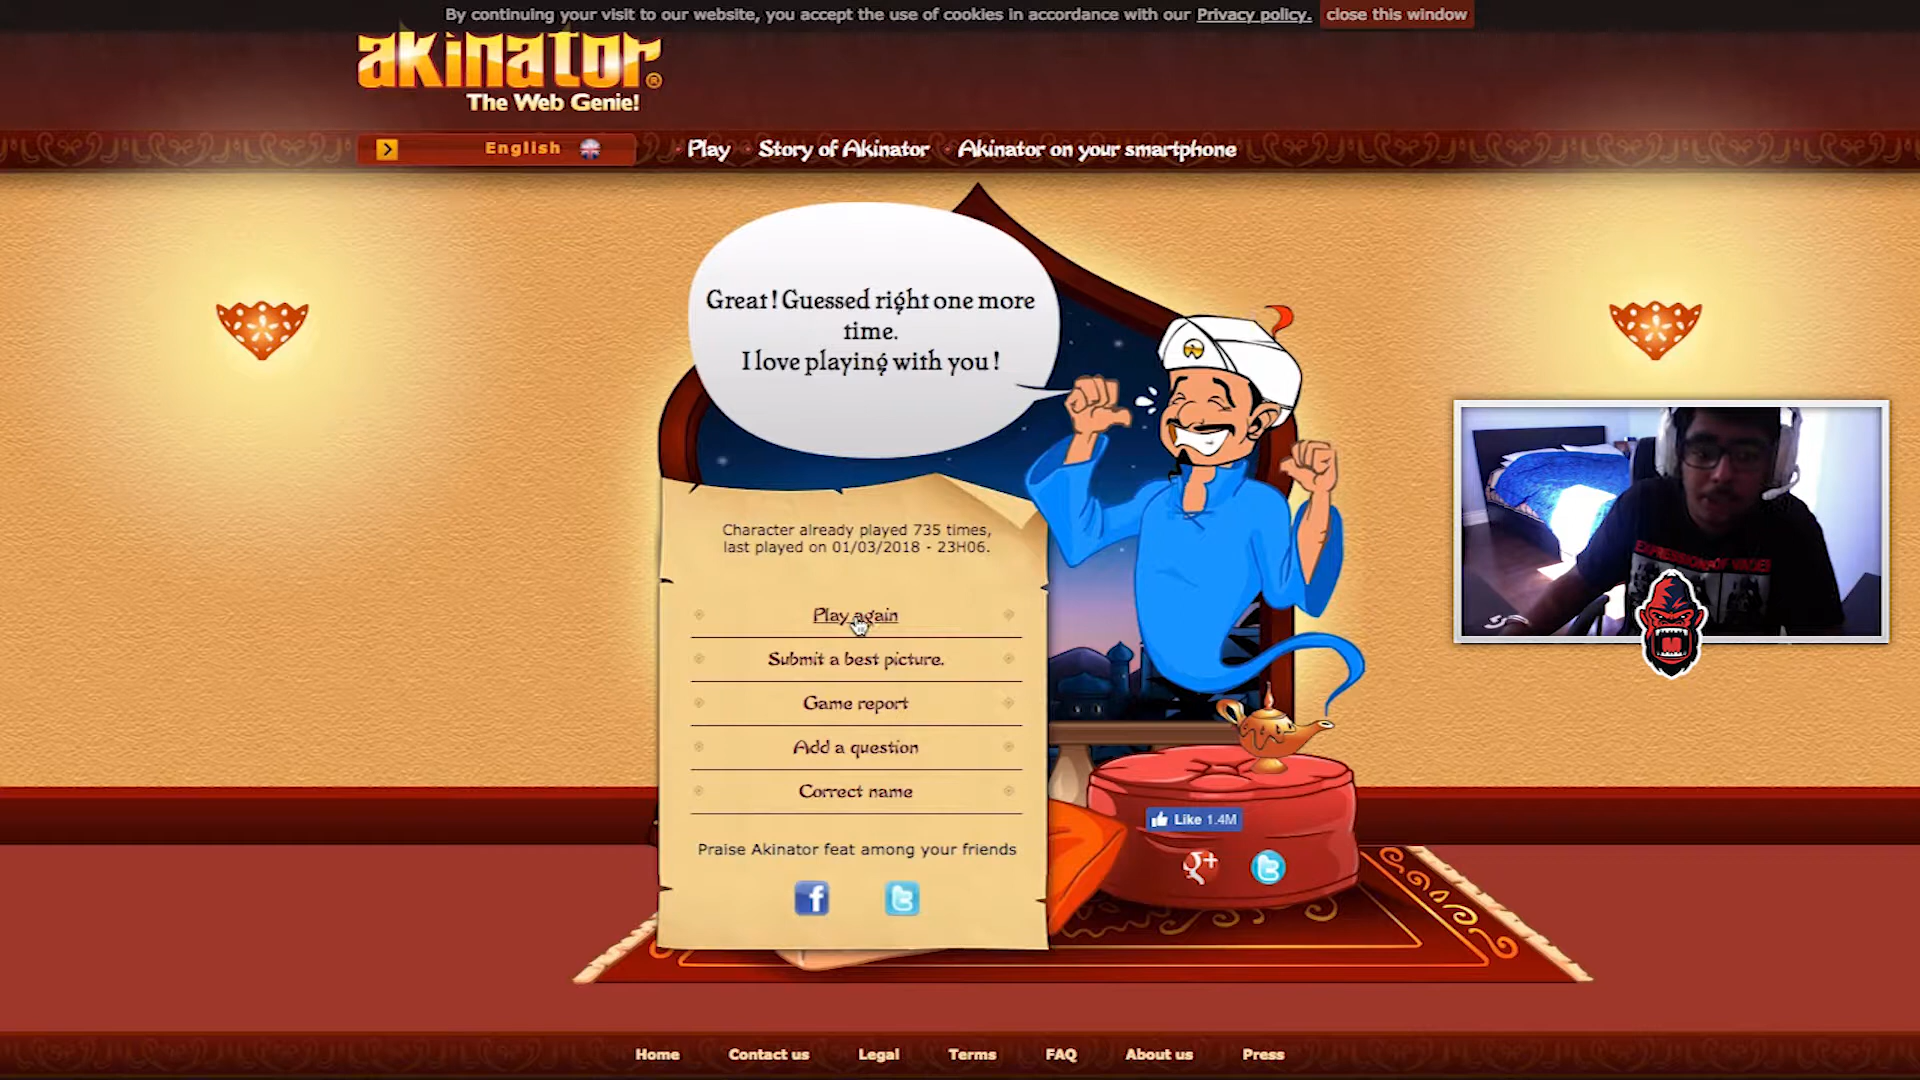 By continuing your visit to our website, you accept the use of cookies in accordance with our Privacy policy. close this window
akinator®
The Web Genie!
English
Play
Story of Akinator
Akinator on your smartphone
Great! Guessed right one more
time.
I love playing with you!
Character already played 735 times,
last played on 01/03/2018 - 23H06.
Play again
Submit a best picture.
Game report
Add a question
Correct name
Praise Akinator feat among your friends
Like 1.4M
EXPRESSIONS OF VADER
Home
Contact us
Legal
Terms
FAQ
About us
Press